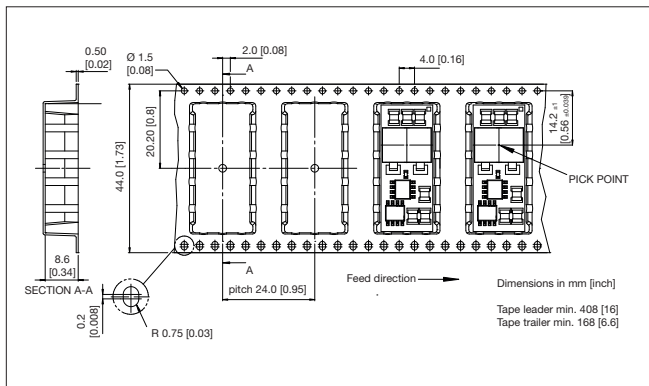 0.50
[0.02]
Ø 1.5
[0.08]
2.0 [0.08]
A
4.0 [0.16]
44.0 [1.73]
20.20 [0.8]
14.2 ±1
[0.56 ±0.039]
PICK POINT
8.6
[0.34]
SECTION A-A
A
pitch 24.0 [0.95]
Feed direction
0.2
[0.008]
R 0.75 [0.03]
Dimensions in mm [inch]
Tape leader min. 408 [16]
Tape trailer min. 168 [6.6]